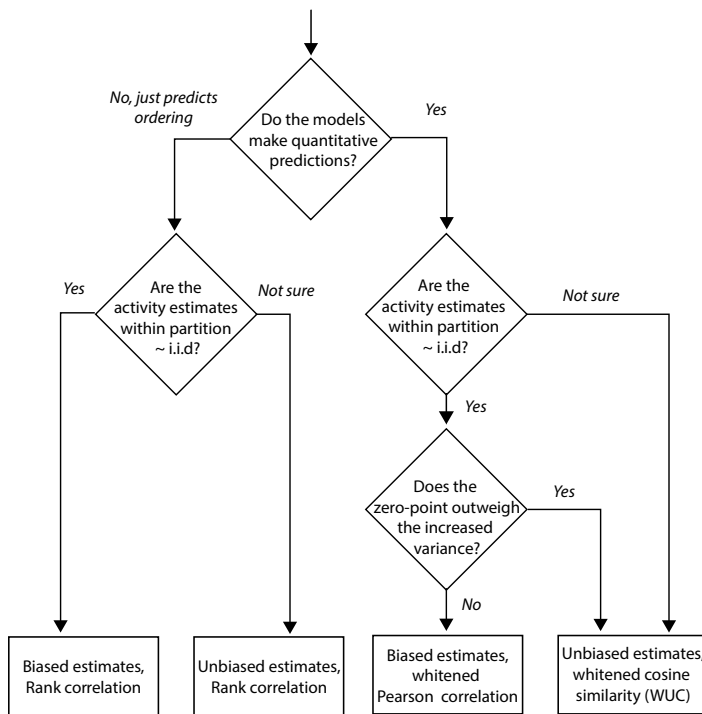 No, just predicts
ordering
Yes
Do the models
make quantitative
predictions?
Yes
Are the
activity estimates
within partition
~ i.i.d?
Not sure
Are the
activity estimates
within partition
~ i.i.d?
Not sure
Yes
Does the
zero-point outweigh
the increased
variance?
Yes
No
Biased estimates,
Rank correlation
Unbiased estimates,
Rank correlation
Biased estimates,
whitened
Pearson correlation
Unbiased estimates,
whitened cosine
similarity (WUC)